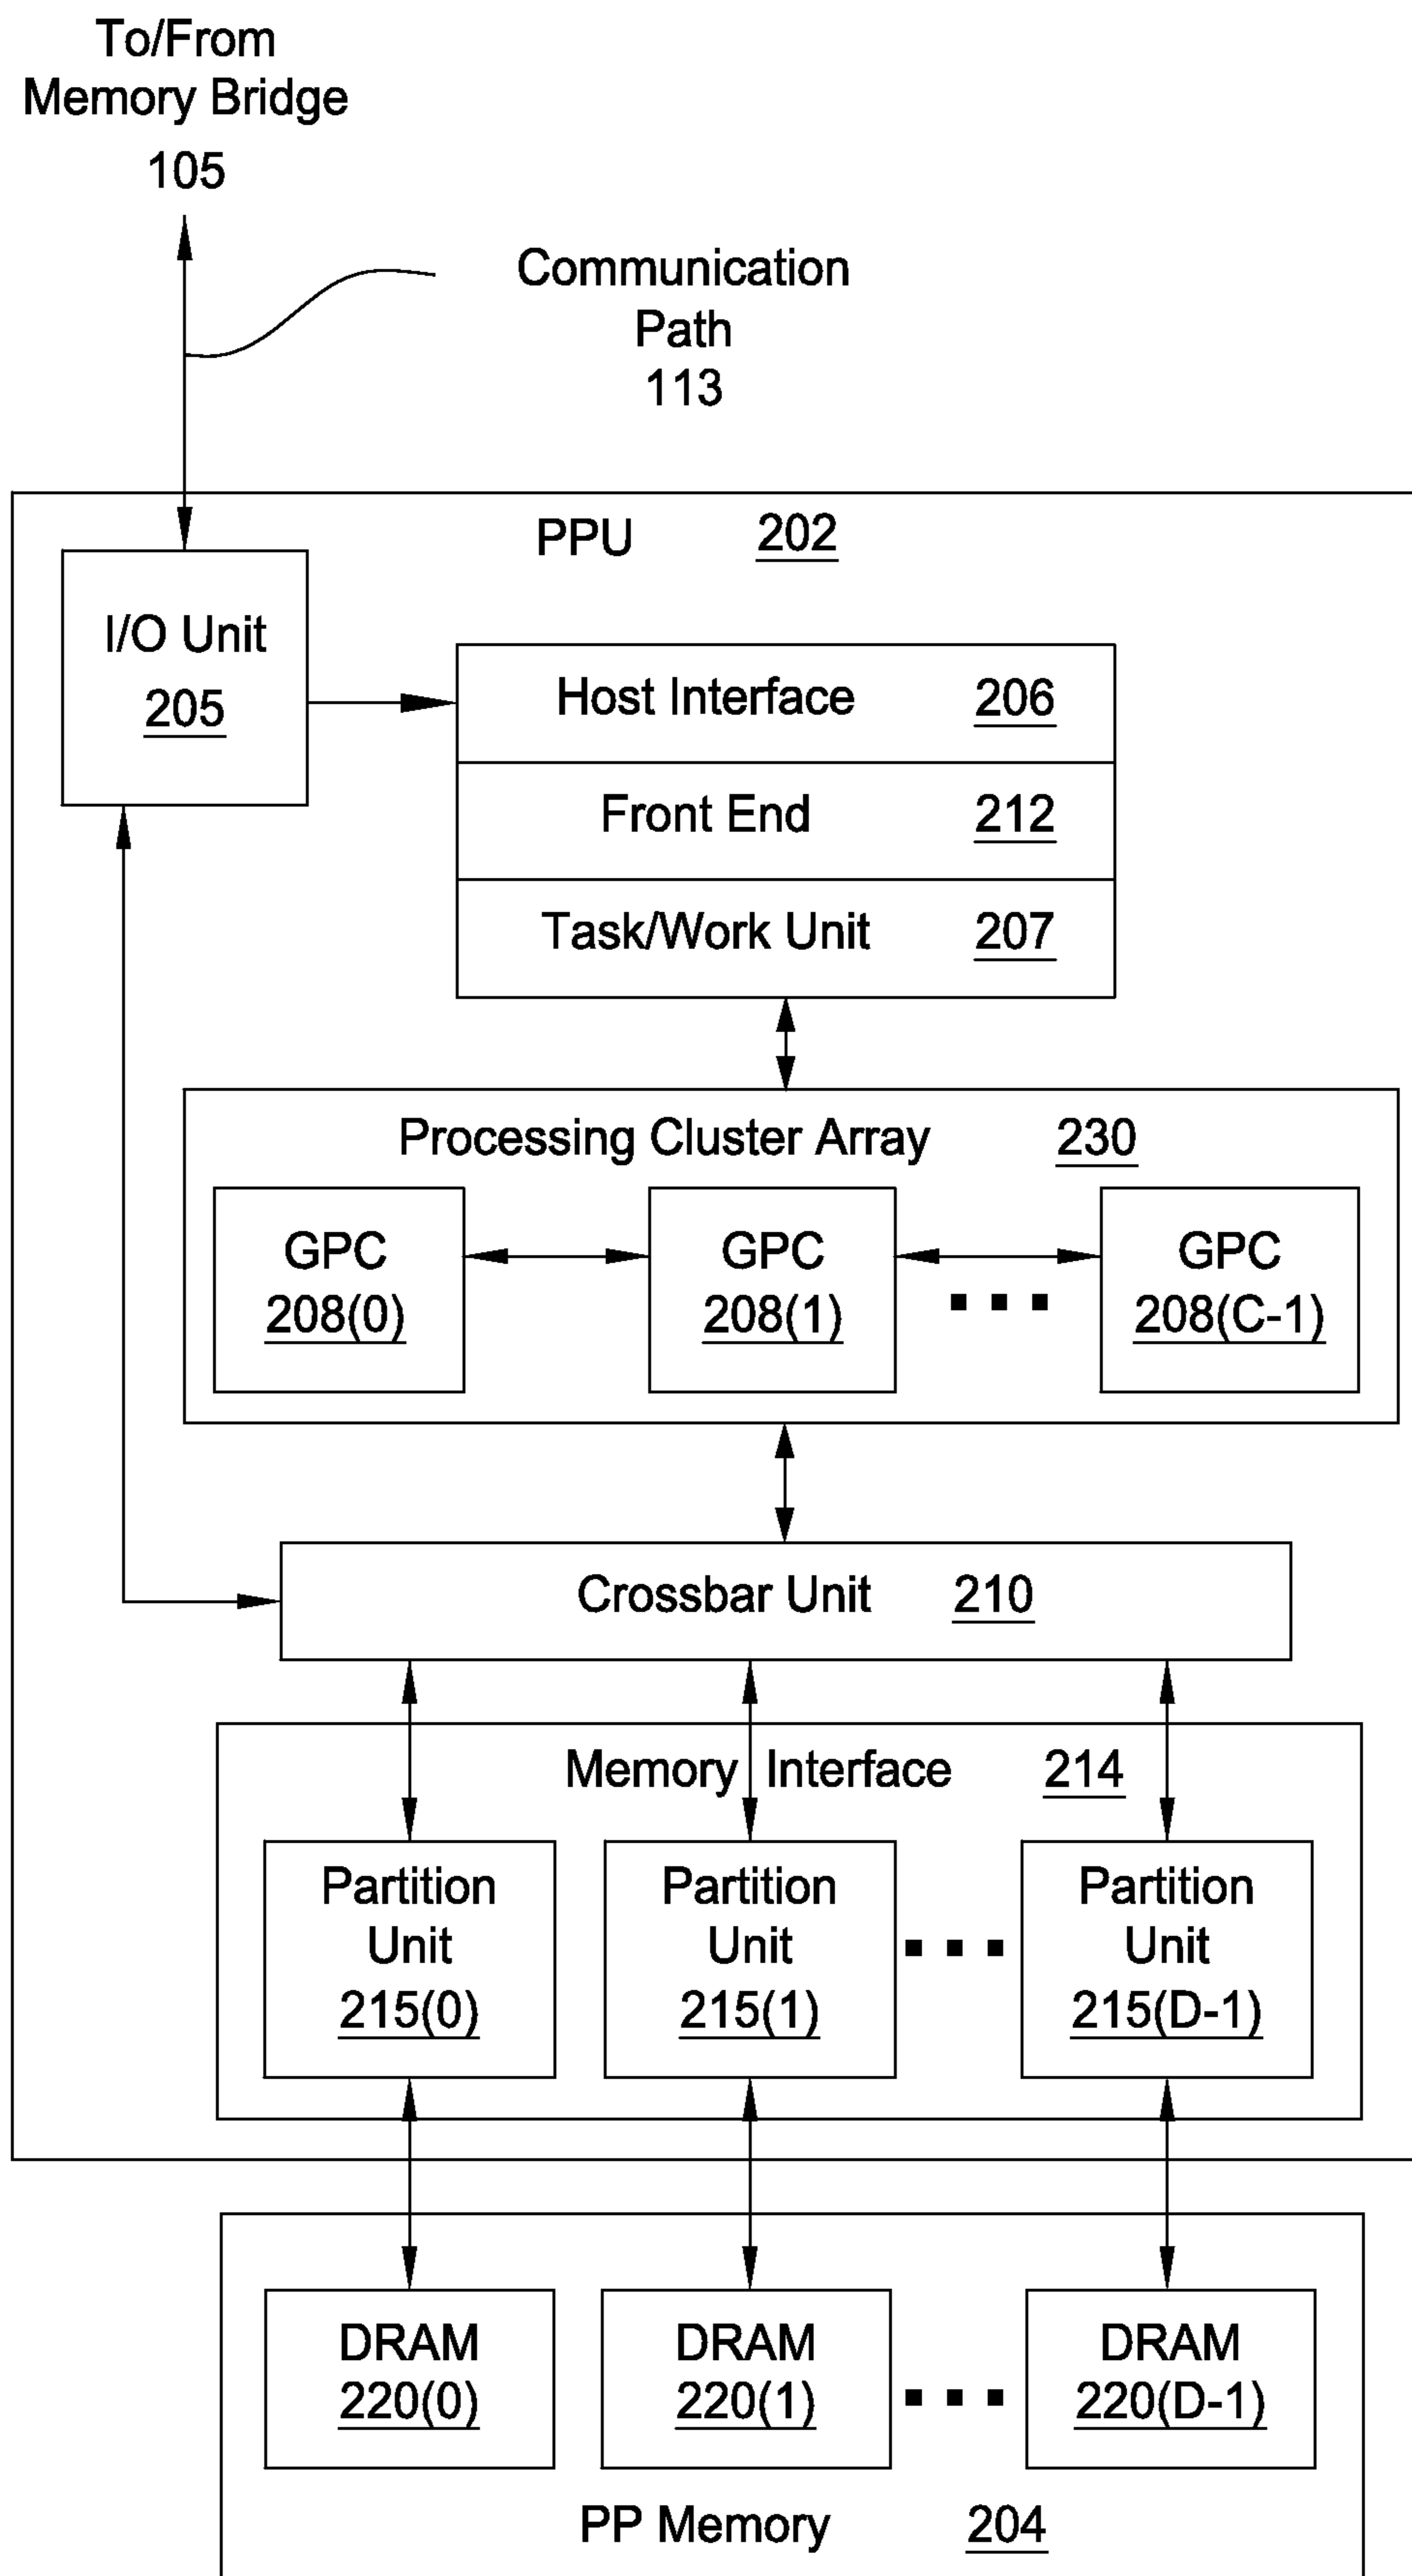 To/From
Memory Bridge
105
Communication
Path
113
PPU 202
I/O Unit
205
Host Interface 206
Front End 212
Task/Work Unit 207
Processing Cluster Array 230
GPC
208(0)
GPC
208(1)
GPC
208(C-1)
Crossbar Unit 210
Memory Interface 214
Partition
Unit
215(0)
Partition
Unit
215(1)
Partition
Unit
215(D-1)
DRAM
220(0)
DRAM
220(1)
DRAM
220(D-1)
PP Memory 204